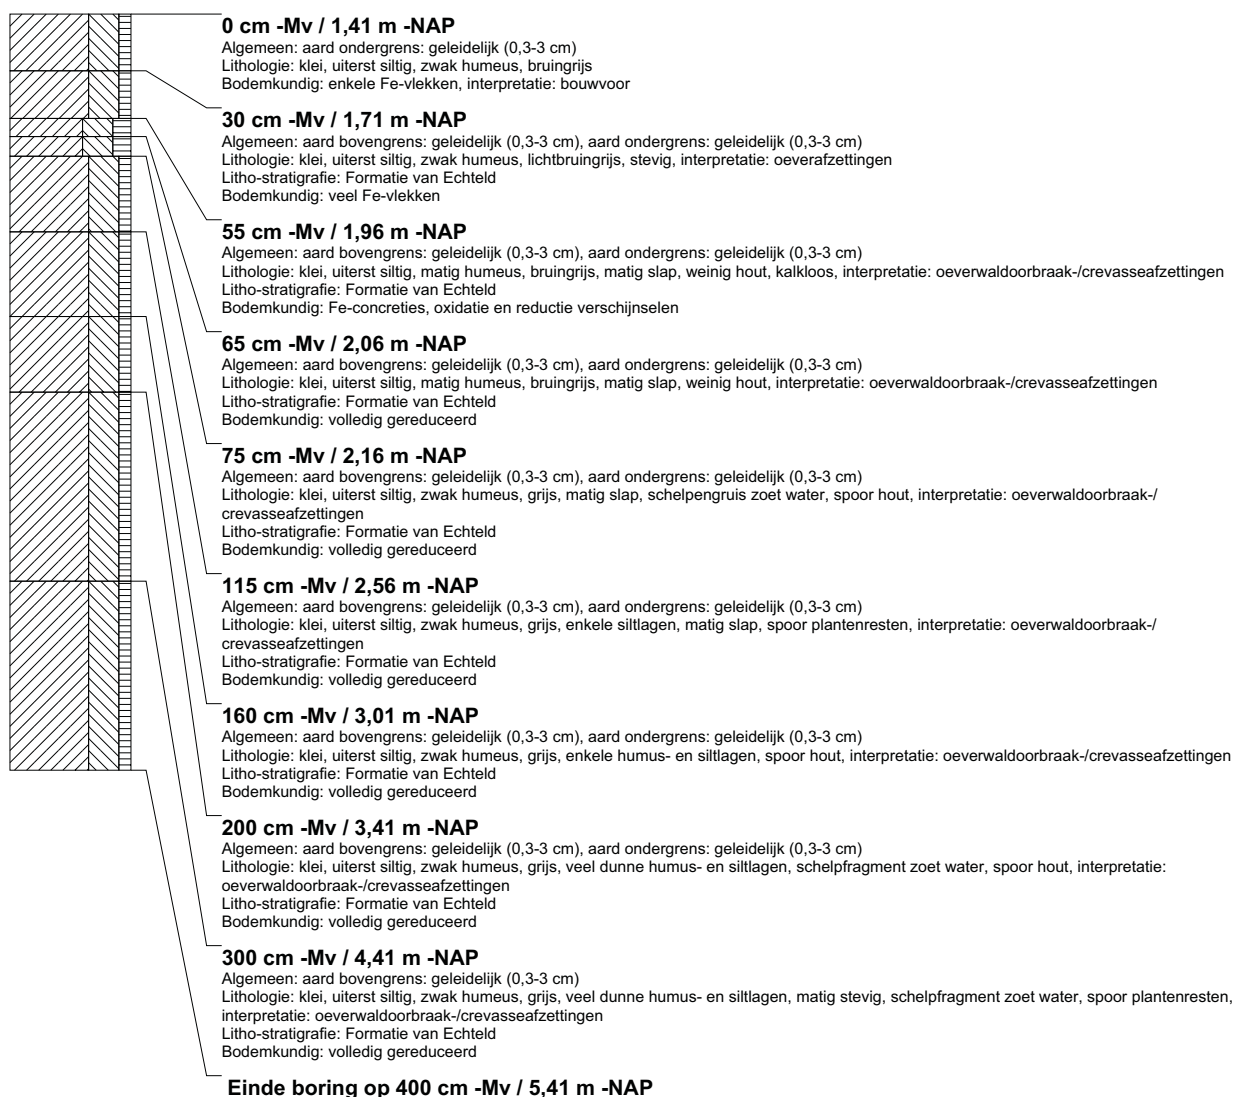 0 cm -Mv / 1,41 m -NAP
Algemeen: aard ondergrens: geleidelijk (0,3-3 cm)
Lithologie: klei, uiterst siltig, zwak humeus, bruingrijs
Bodemkundig: enkele Fe-vlekken, interpretatie: bouwvoor
30 cm -Mv / 1,71 m -NAP
Algemeen: aard bovengrens: geleidelijk (0,3-3 cm), aard ondergrens: geleidelijk (0,3-3 cm)
Lithologie: klei, uiterst siltig, zwak humeus, lichtbruingrijs, stevig, interpretatie: oeverafzettingen
Litho-stratigrafie: Formatie van Echteld
Bodemkundig: veel Fe-vlekken
55 cm -Mv / 1,96 m -NAP
Algemeen: aard bovengrens: geleidelijk (0,3-3 cm), aard ondergrens: geleidelijk (0,3-3 cm)
Lithologie: klei, uiterst siltig, matig humeus, bruingrijs, matig slap, weinig hout, kalkloos, interpretatie: oeverwaldoorbraak-/crevasseafzettingen
Litho-stratigrafie: Formatie van Echteld
Bodemkundig: Fe-concreties, oxidatie en reductie verschijnselen
65 cm -Mv / 2,06 m -NAP
Algemeen: aard bovengrens: geleidelijk (0,3-3 cm), aard ondergrens: geleidelijk (0,3-3 cm)
Lithologie: klei, uiterst siltig, matig humeus, bruingrijs, matig slap, weinig hout, interpretatie: oeverwaldoorbraak-/crevasseafzettingen
Litho-stratigrafie: Formatie van Echteld
Bodemkundig: volledig gereduceerd
75 cm -Mv / 2,16 m -NAP
Algemeen: aard bovengrens: geleidelijk (0,3-3 cm), aard ondergrens: geleidelijk (0,3-3 cm)
Lithologie: klei, uiterst siltig, zwak humeus, grijs, matig slap, schelpengruis zoet water, spoor hout, interpretatie: oeverwaldoorbraak-/
crevasseafzettingen
Litho-stratigrafie: Formatie van Echteld
Bodemkundig: volledig gereduceerd
115 cm -Mv / 2,56 m -NAP
Algemeen: aard bovengrens: geleidelijk (0,3-3 cm), aard ondergrens: geleidelijk (0,3-3 cm)
Lithologie: klei, uiterst siltig, zwak humeus, grijs, enkele siltlagen, matig slap, spoor plantenresten, interpretatie: oeverwaldoorbraak-/
crevasseafzettingen
Litho-stratigrafie: Formatie van Echteld
Bodemkundig: volledig gereduceerd
160 cm -Mv / 3,01 m -NAP
Algemeen: aard bovengrens: geleidelijk (0,3-3 cm), aard ondergrens: geleidelijk (0,3-3 cm)
Lithologie: klei, uiterst siltig, zwak humeus, grijs, enkele humus- en siltlagen, spoor hout, interpretatie: oeverwaldoorbraak-/crevasseafzettingen
Litho-stratigrafie: Formatie van Echteld
Bodemkundig: volledig gereduceerd
200 cm -Mv / 3,41 m -NAP
Algemeen: aard bovengrens: geleidelijk (0,3-3 cm), aard ondergrens: geleidelijk (0,3-3 cm)
Lithologie: klei, uiterst siltig, zwak humeus, grijs, veel dunne humus- en siltlagen, schelpfragment zoet water, spoor hout, interpretatie:
oeverwaldoorbraak-/crevasseafzettingen
Litho-stratigrafie: Formatie van Echteld
Bodemkundig: volledig gereduceerd
300 cm -Mv / 4,41 m -NAP
Algemeen: aard bovengrens: geleidelijk (0,3-3 cm)
Lithologie: klei, uiterst siltig, zwak humeus, grijs, veel dunne humus- en siltlagen, matig stevig, schelpfragment zoet water, spoor plantenresten,
interpretatie: oeverwaldoorbraak-/crevasseafzettingen
Litho-stratigrafie: Formatie van Echteld
Bodemkundig: volledig gereduceerd
Einde boring op 400 cm -Mv / 5,41 m -NAP